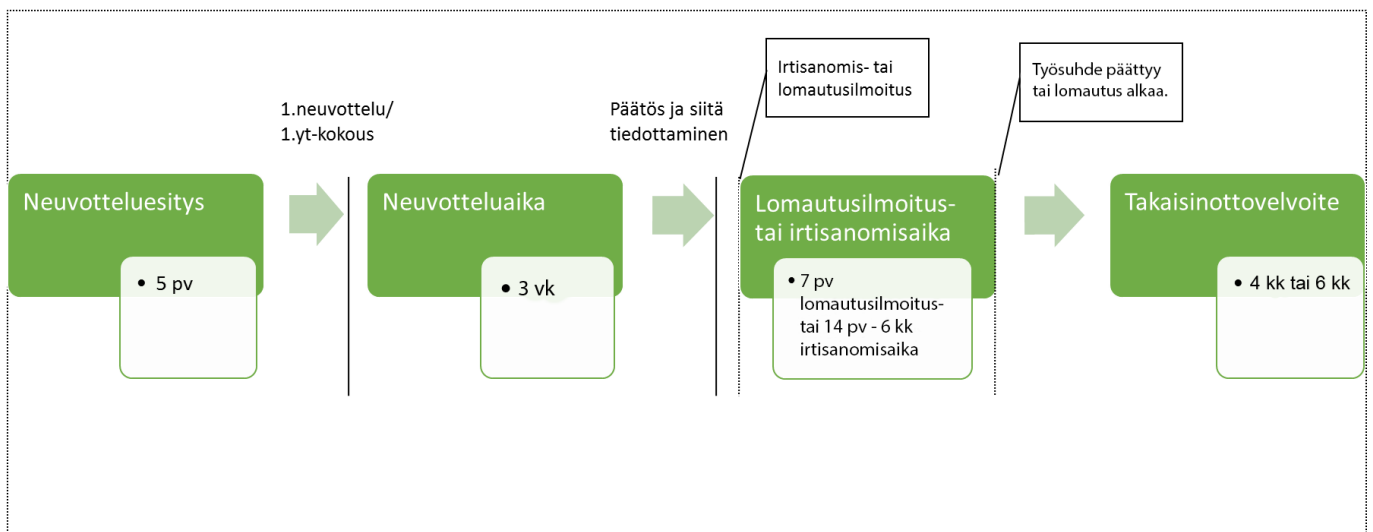 Irtisanomis- tai
lomautusilmoitus
Työsuhde päättyy
tai lomautus alkaa.
1.neuvottelu/
1.yt-kokous
Päätös ja siitä
tiedottaminen
Neuvotteluesitys
• 5 pv
Neuvotteluaika
• 3 vk
Lomautusilmoitus-
tai irtisanomisaika
• 7 pv
lomautusilmoitus-
tai 14 pv - 6 kk
irtisanomisaika
Takaisinottovelvoite
• 4 kk tai 6 kk